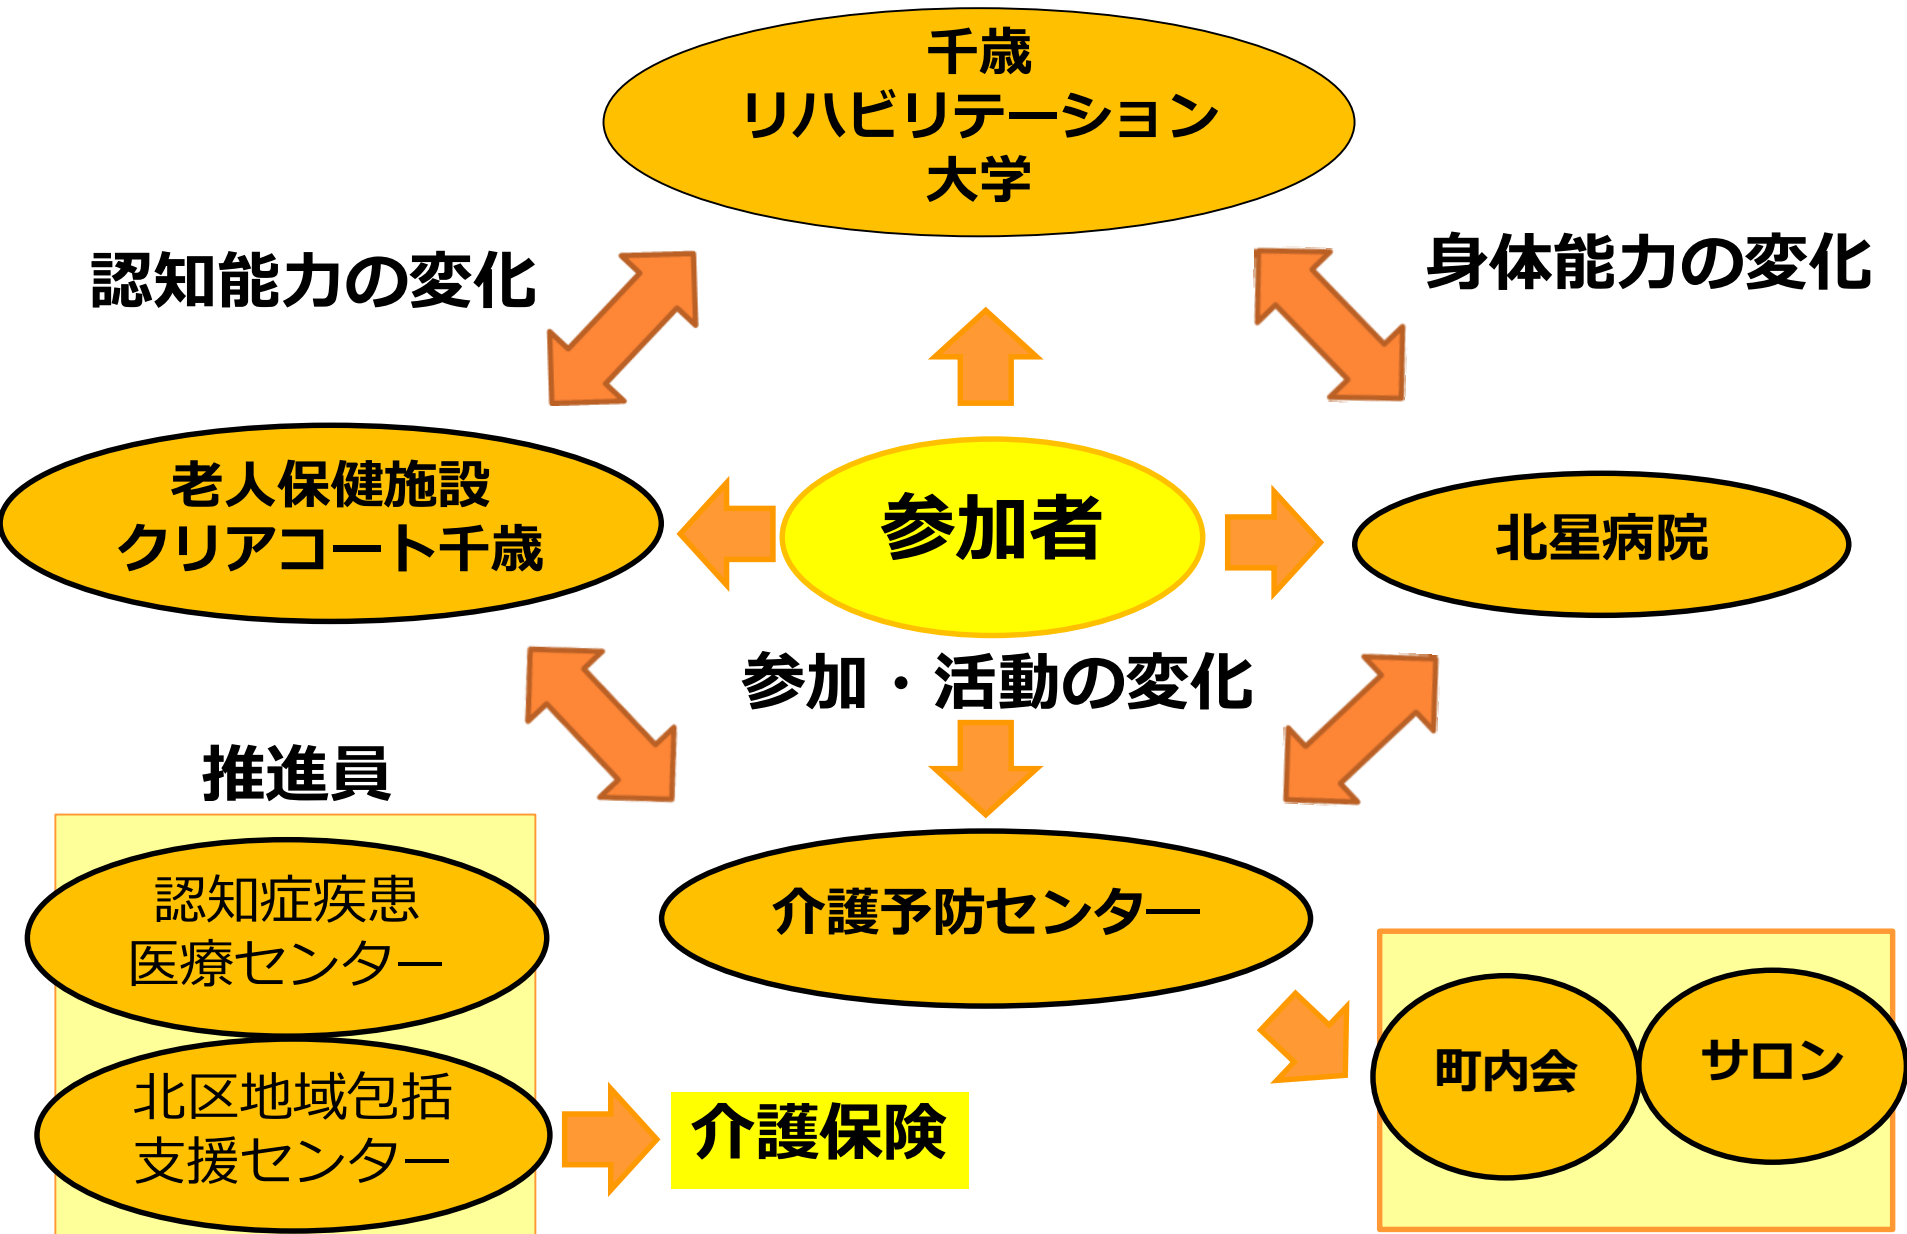 千歳
リハビリテーション
大学
認知能力の変化
身体能力の変化
老人保健施設
クリアコート千歳
参加者
北星病院
参加・活動の変化
推進員
認知症疾患
医療センター
介護予防センター
北区地域包括
支援センター
介護保険
町内会
サロン